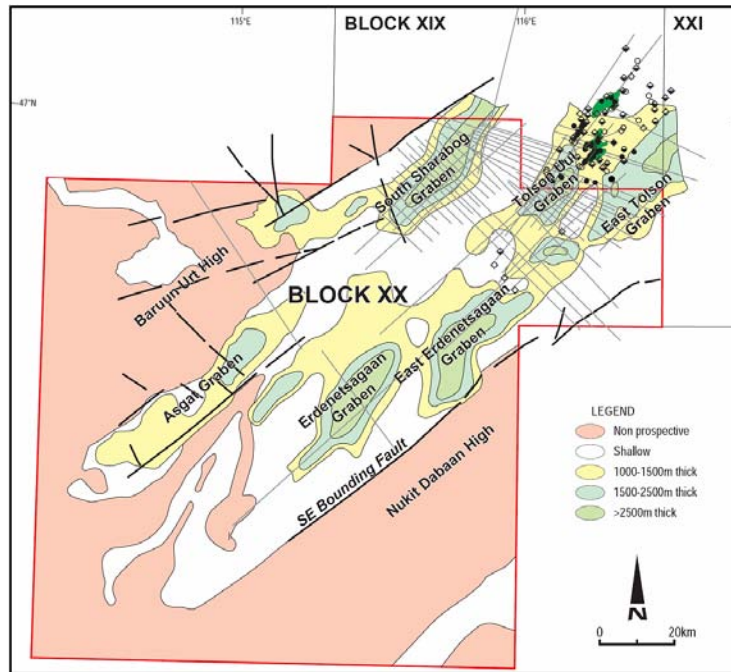 115°E
BLOCK XIX
116°E
XXI
47°N
South Sharabog
Graben
Tolson Uul
Graben
East Tolson
Graben
Baruun-Urt High
BLOCK XX
Asgat Graben
Erdenetsagaan
Graben
East Erdenetsagaan
Graben
SE Bounding Fault
Nukit Dabaan High
LEGEND
Non prospective
Shallow
1000-1500m thick
1500-2500m thick
>2500m thick
N
0 20km